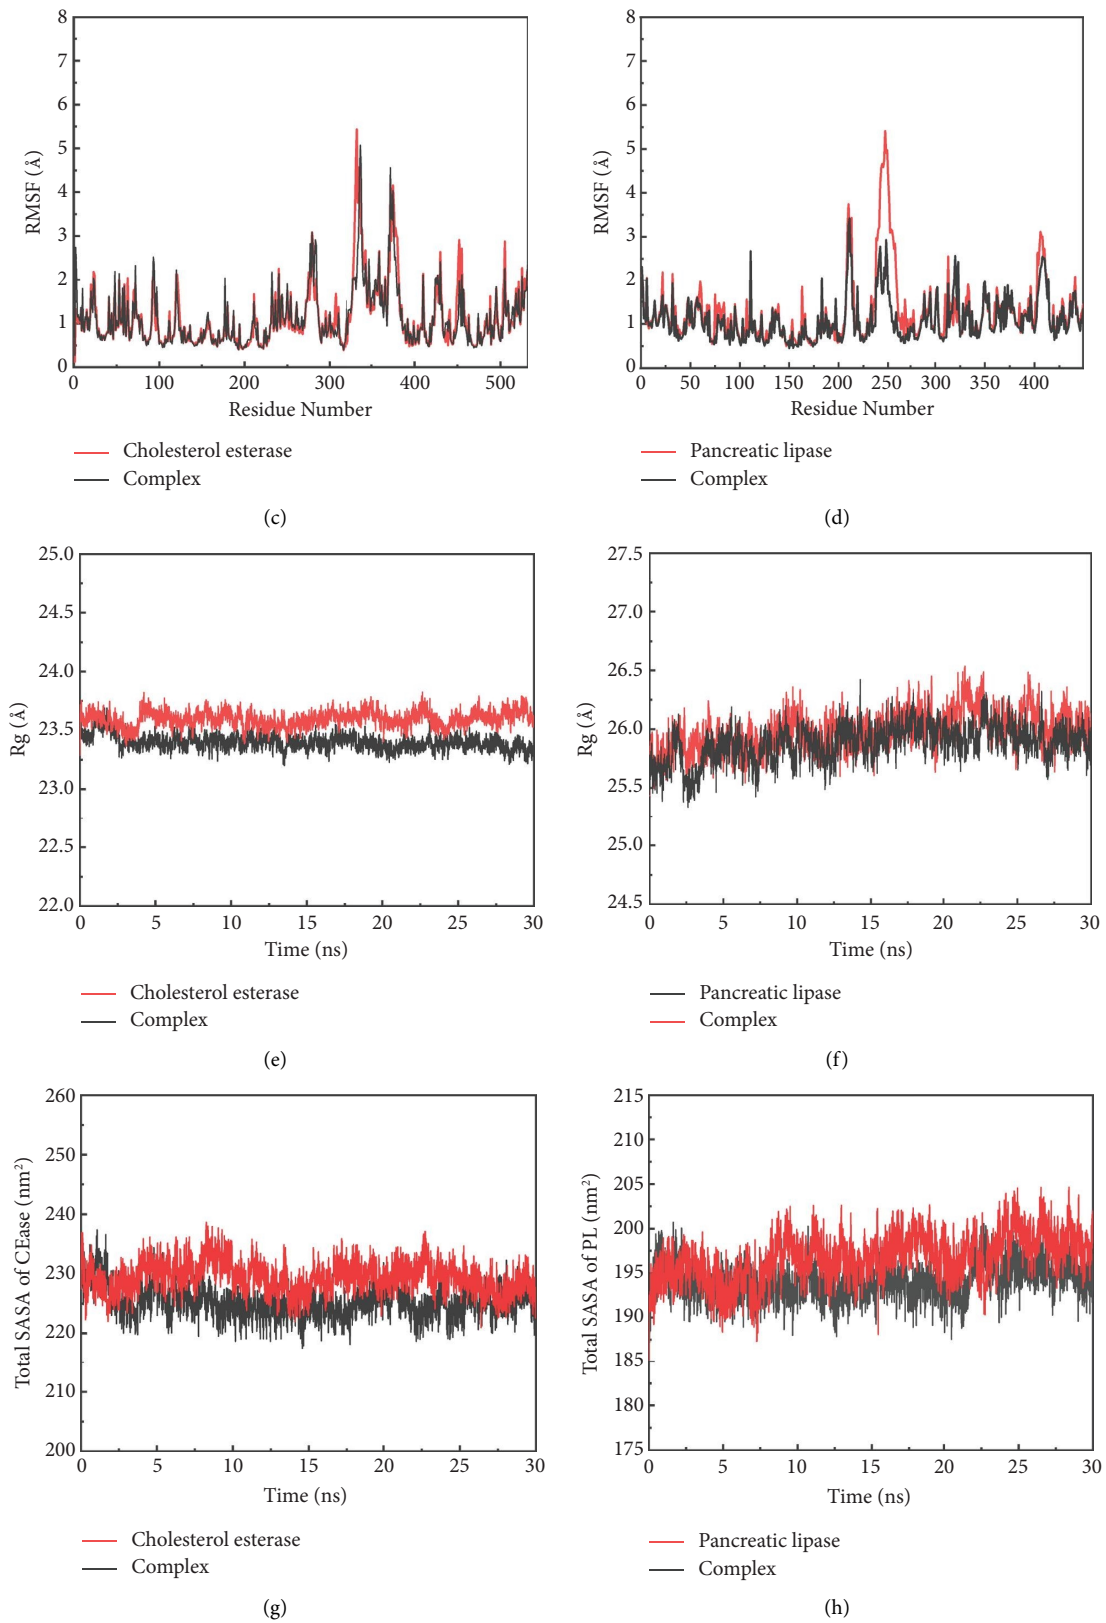 8
7
6
5
4
3
2
1
0
RMSF (Å)
0 100 200 300 400 500
Residue Number
Cholesterol esterase
Complex
(c)
8
7
6
5
4
3
2
1
0
RMSF (Å)
0 50 100 150 200 250 300 350 400
Residue Number
Pancreatic lipase
Complex
(d)
25.0
24.5
24.0
23.5
23.0
22.5
22.0
Rg (Å)
0 5 10 15 20 25 30
Time (ns)
Cholesterol esterase
Complex
(e)
27.5
27.0
26.5
26.0
25.5
25.0
24.5
Rg (Å)
0 5 10 15 20 25 30
Time (ns)
Pancreatic lipase
Complex
(f)
260
250
240
230
220
210
200
Total SASA of CEase (nm²)
0 5 10 15 20 25 30
Time (ns)
Cholesterol esterase
Complex
(g)
215
210
205
200
195
190
185
180
175
Total SASA of PL (nm²)
0 5 10 15 20 25 30
Time (ns)
Pancreatic lipase
Complex
(h)